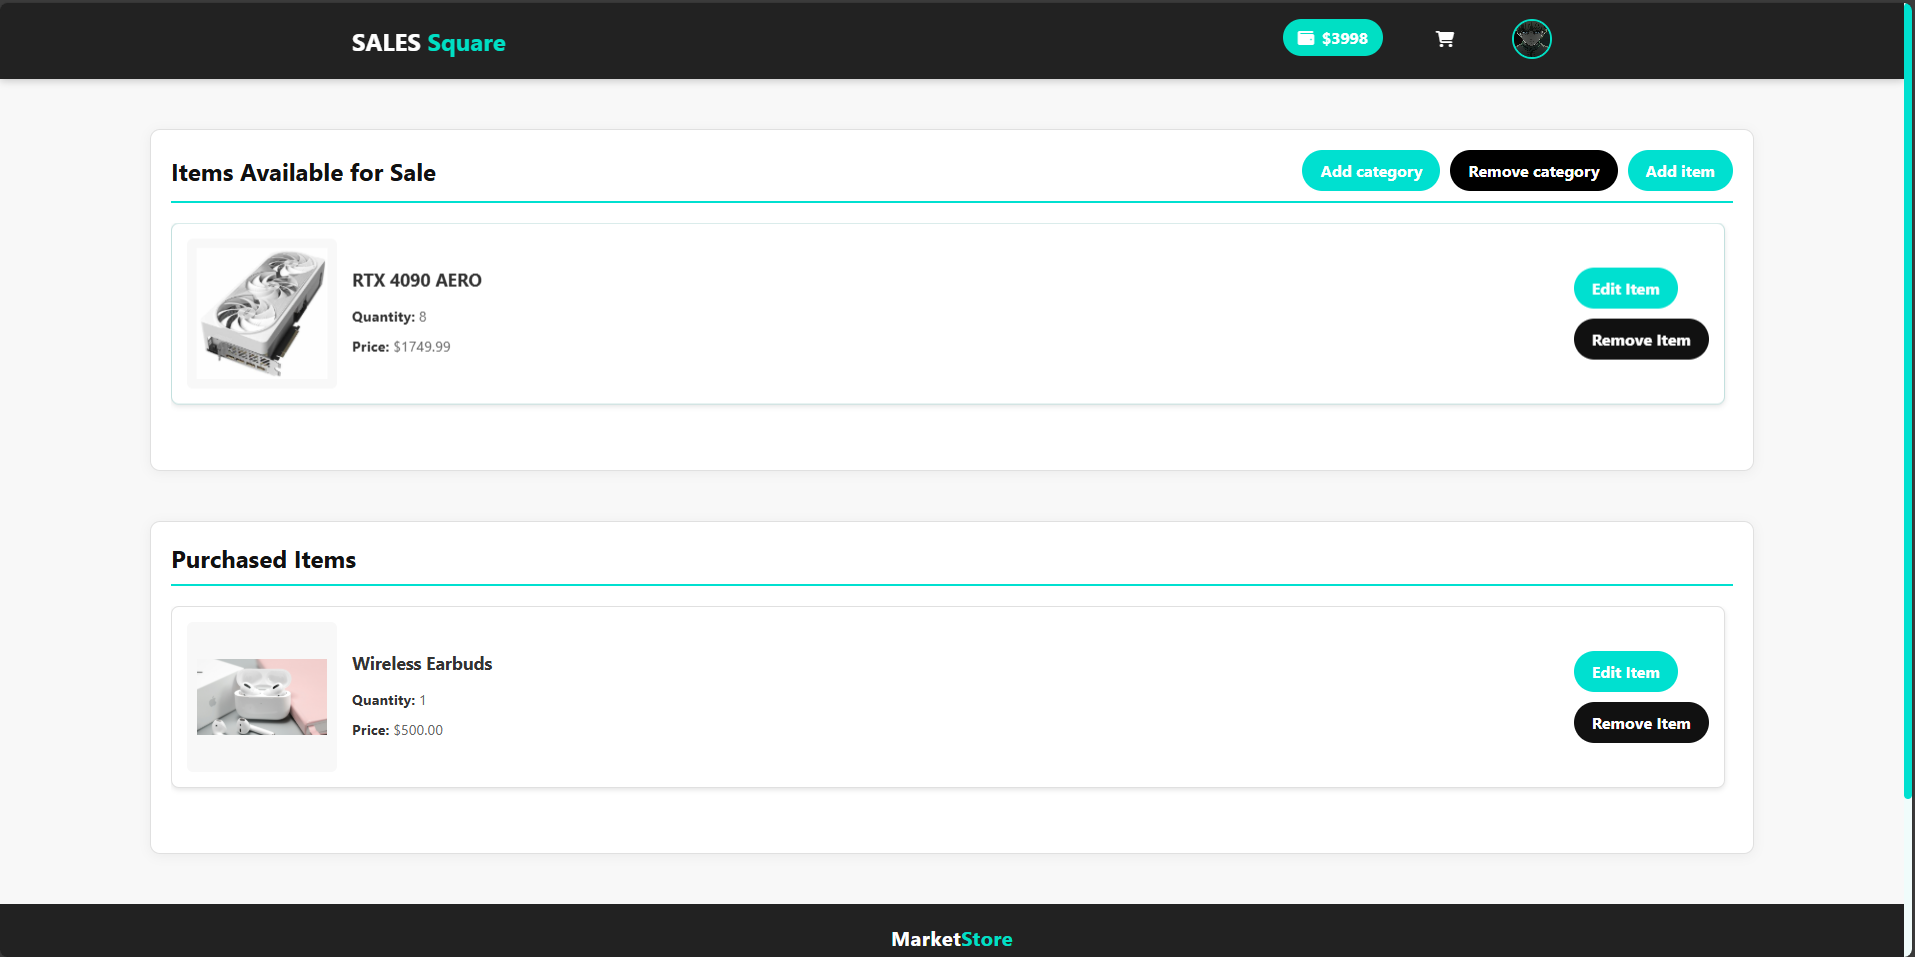 SALES Square
$3998
Items Available for Sale
Add category
Remove category
Add item
RTX 4090 AERO
Quantity: 8
Price: $1749.99
Edit Item
Remove Item
Purchased Items
Wireless Earbuds
Quantity: 1
Price: $500.00
Edit Item
Remove Item
MarketStore